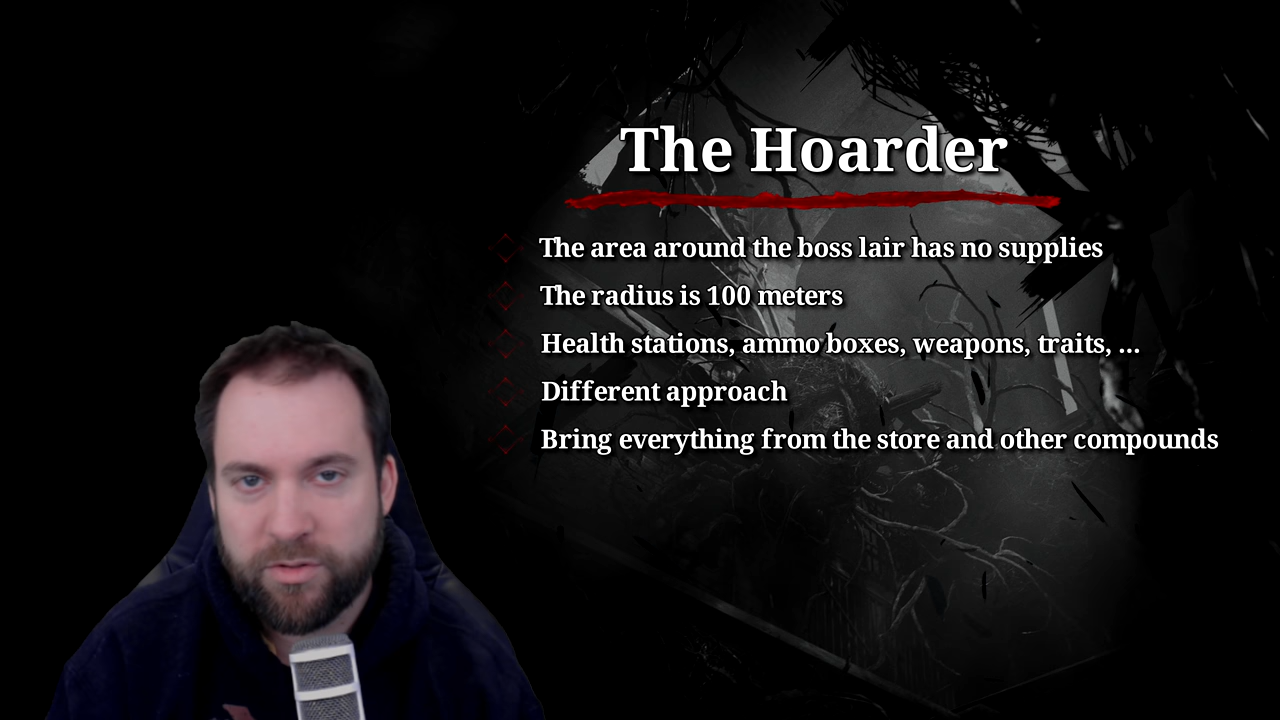 The Hoarder
The area around the boss lair has no supplies
The radius is 100 meters
Health stations, ammo boxes, weapons, traits, ...
Different approach
Bring everything from the store and other compounds